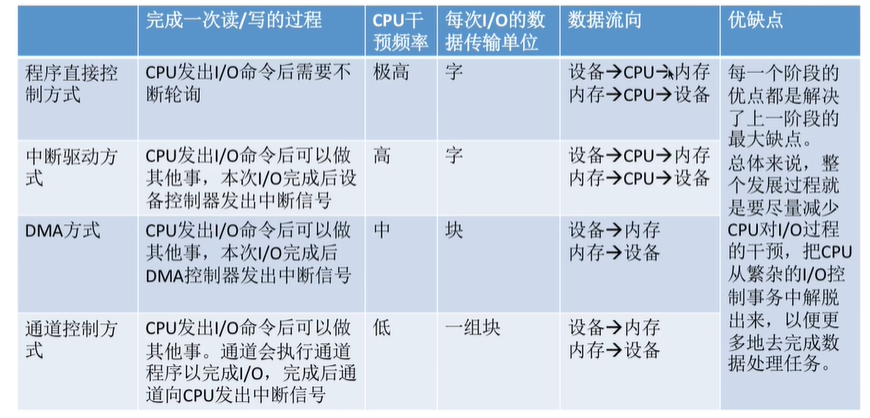 完成一次读/写的过程
CPU干
预频率
每次I/O的数
据传输单位
数据流向
优缺点
程序直接控
制方式
CPU发出I/O命令后需要不
断轮询
极高
字
设备→CPU→内存
内存→CPU→设备
每一个阶段的
优点都是解决
了上一阶段的
最大缺点。
总体来说，整
个发展过程就
是要尽量减少
CPU对I/O过程
的干预，把CPU
从繁杂的I/O控
制事务中解脱
出来，以便更
多地去完成数
据处理任务。
中断驱动方
式
CPU发出I/O命令后可以做
其他事，本次I/O完成后设
备控制器发出中断信号
高
字
设备→CPU→内存
内存→CPU→设备
DMA方式
CPU发出I/O命令后可以做
其他事，本次I/O完成后
DMA控制器发出中断信号
中
块
设备→内存
内存→设备
通道控制方
式
CPU发出I/O命令后可以做
其他事。通道会执行通道
程序以完成I/O，完成后通
道向CPU发出中断信号
低
一组块
设备→内存
内存→设备